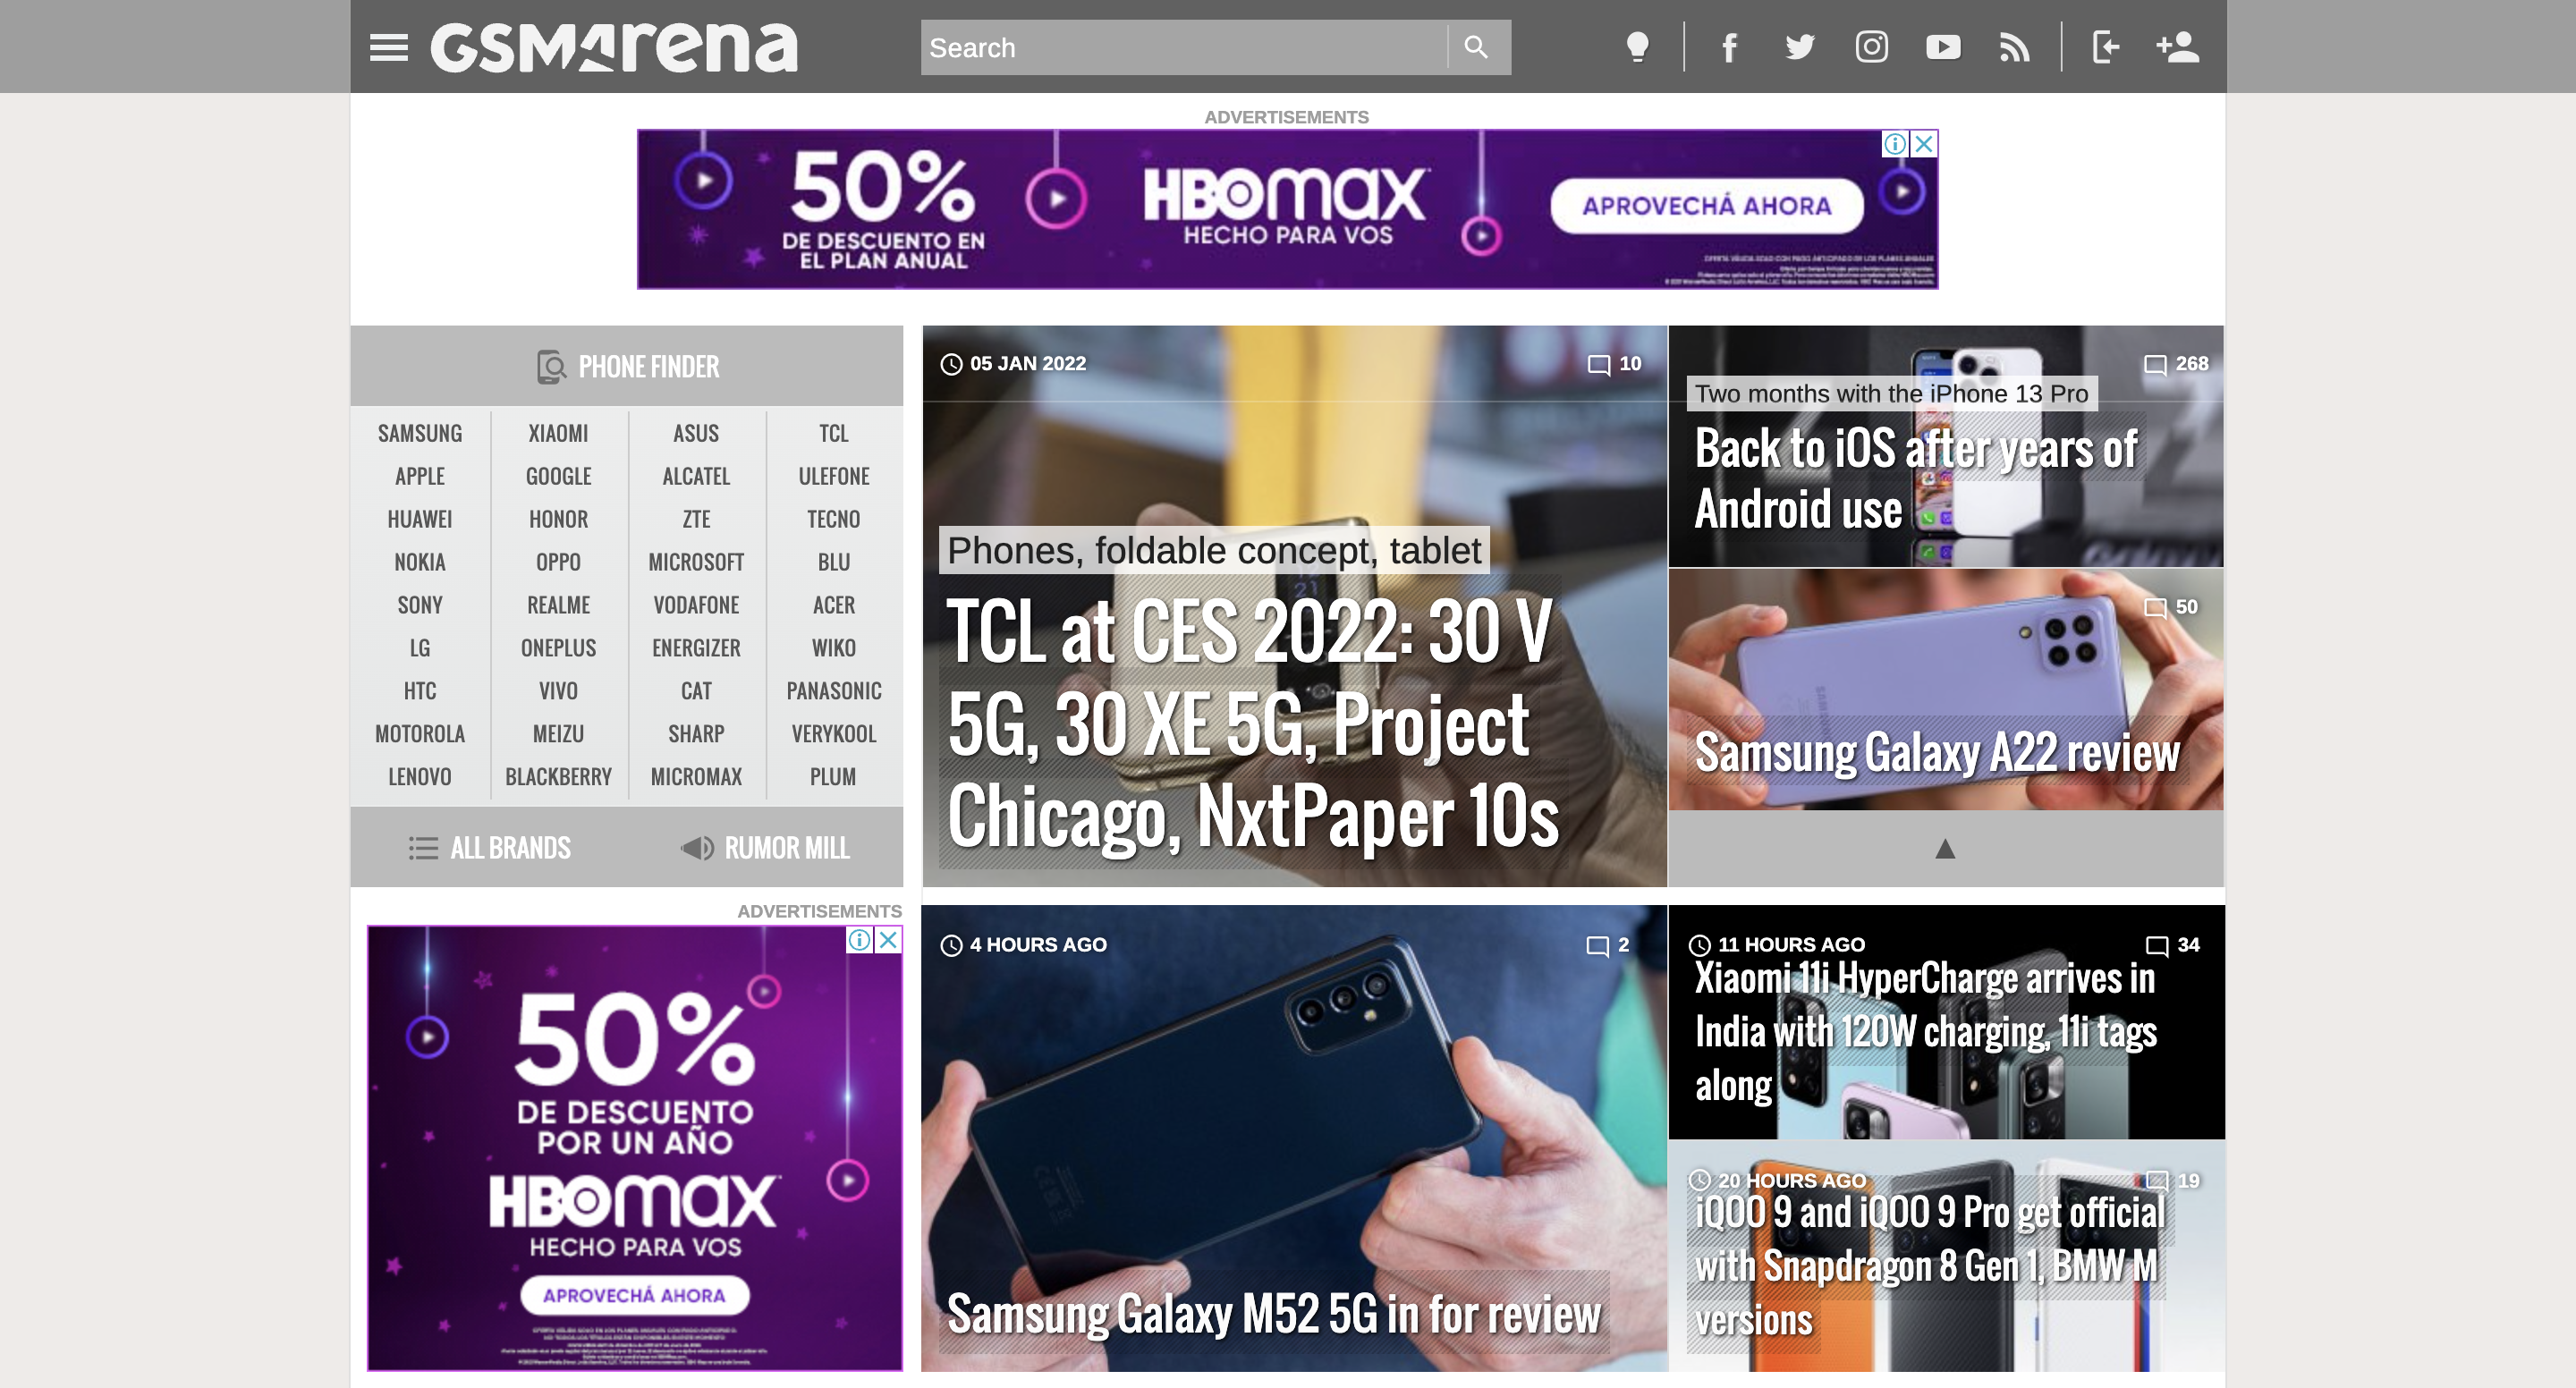 GSMArena
Search
ADVERTISEMENTS
50%
DE DESCUENTO EN
EL PLAN ANUAL
HBOmax
HECHO PARA VOS
APROVECHÁ AHORA
PHONE FINDER
SAMSUNG XIAOMI ASUS TCL
APPLE GOOGLE ALCATEL ULEFONE
HUAWEI HONOR ZTE TECNO
NOKIA OPPO MICROSOFT BLU
SONY REALME VODAFONE ACER
LG ONEPLUS ENERGIZER WIKO
HTC VIVO CAT PANASONIC
MOTOROLA MEIZU SHARP VERYKOOL
LENOVO BLACKBERRY MICROMAX PLUM
ALL BRANDS RUMOR MILL
05 JAN 2022 10
Phones, foldable concept, tablet
TCL at CES 2022: 30 V
5G, 30 XE 5G, Project
Chicago, NxtPaper 10s
268
Two months with the iPhone 13 Pro
Back to iOS after years of
Android use
50
Samsung Galaxy A22 review
ADVERTISEMENTS
50%
DE DESCUENTO
POR UN AÑO
HBOmax
HECHO PARA VOS
APROVECHÁ AHORA
4 HOURS AGO 2
Samsung Galaxy M52 5G in for review
11 HOURS AGO 34
Xiaomi 11i HyperCharge arrives in
India with 120W charging, 11i tags
along
20 HOURS AGO 19
iQOO 9 and iQOO 9 Pro get official
with Snapdragon 8 Gen 1, BMW M
versions